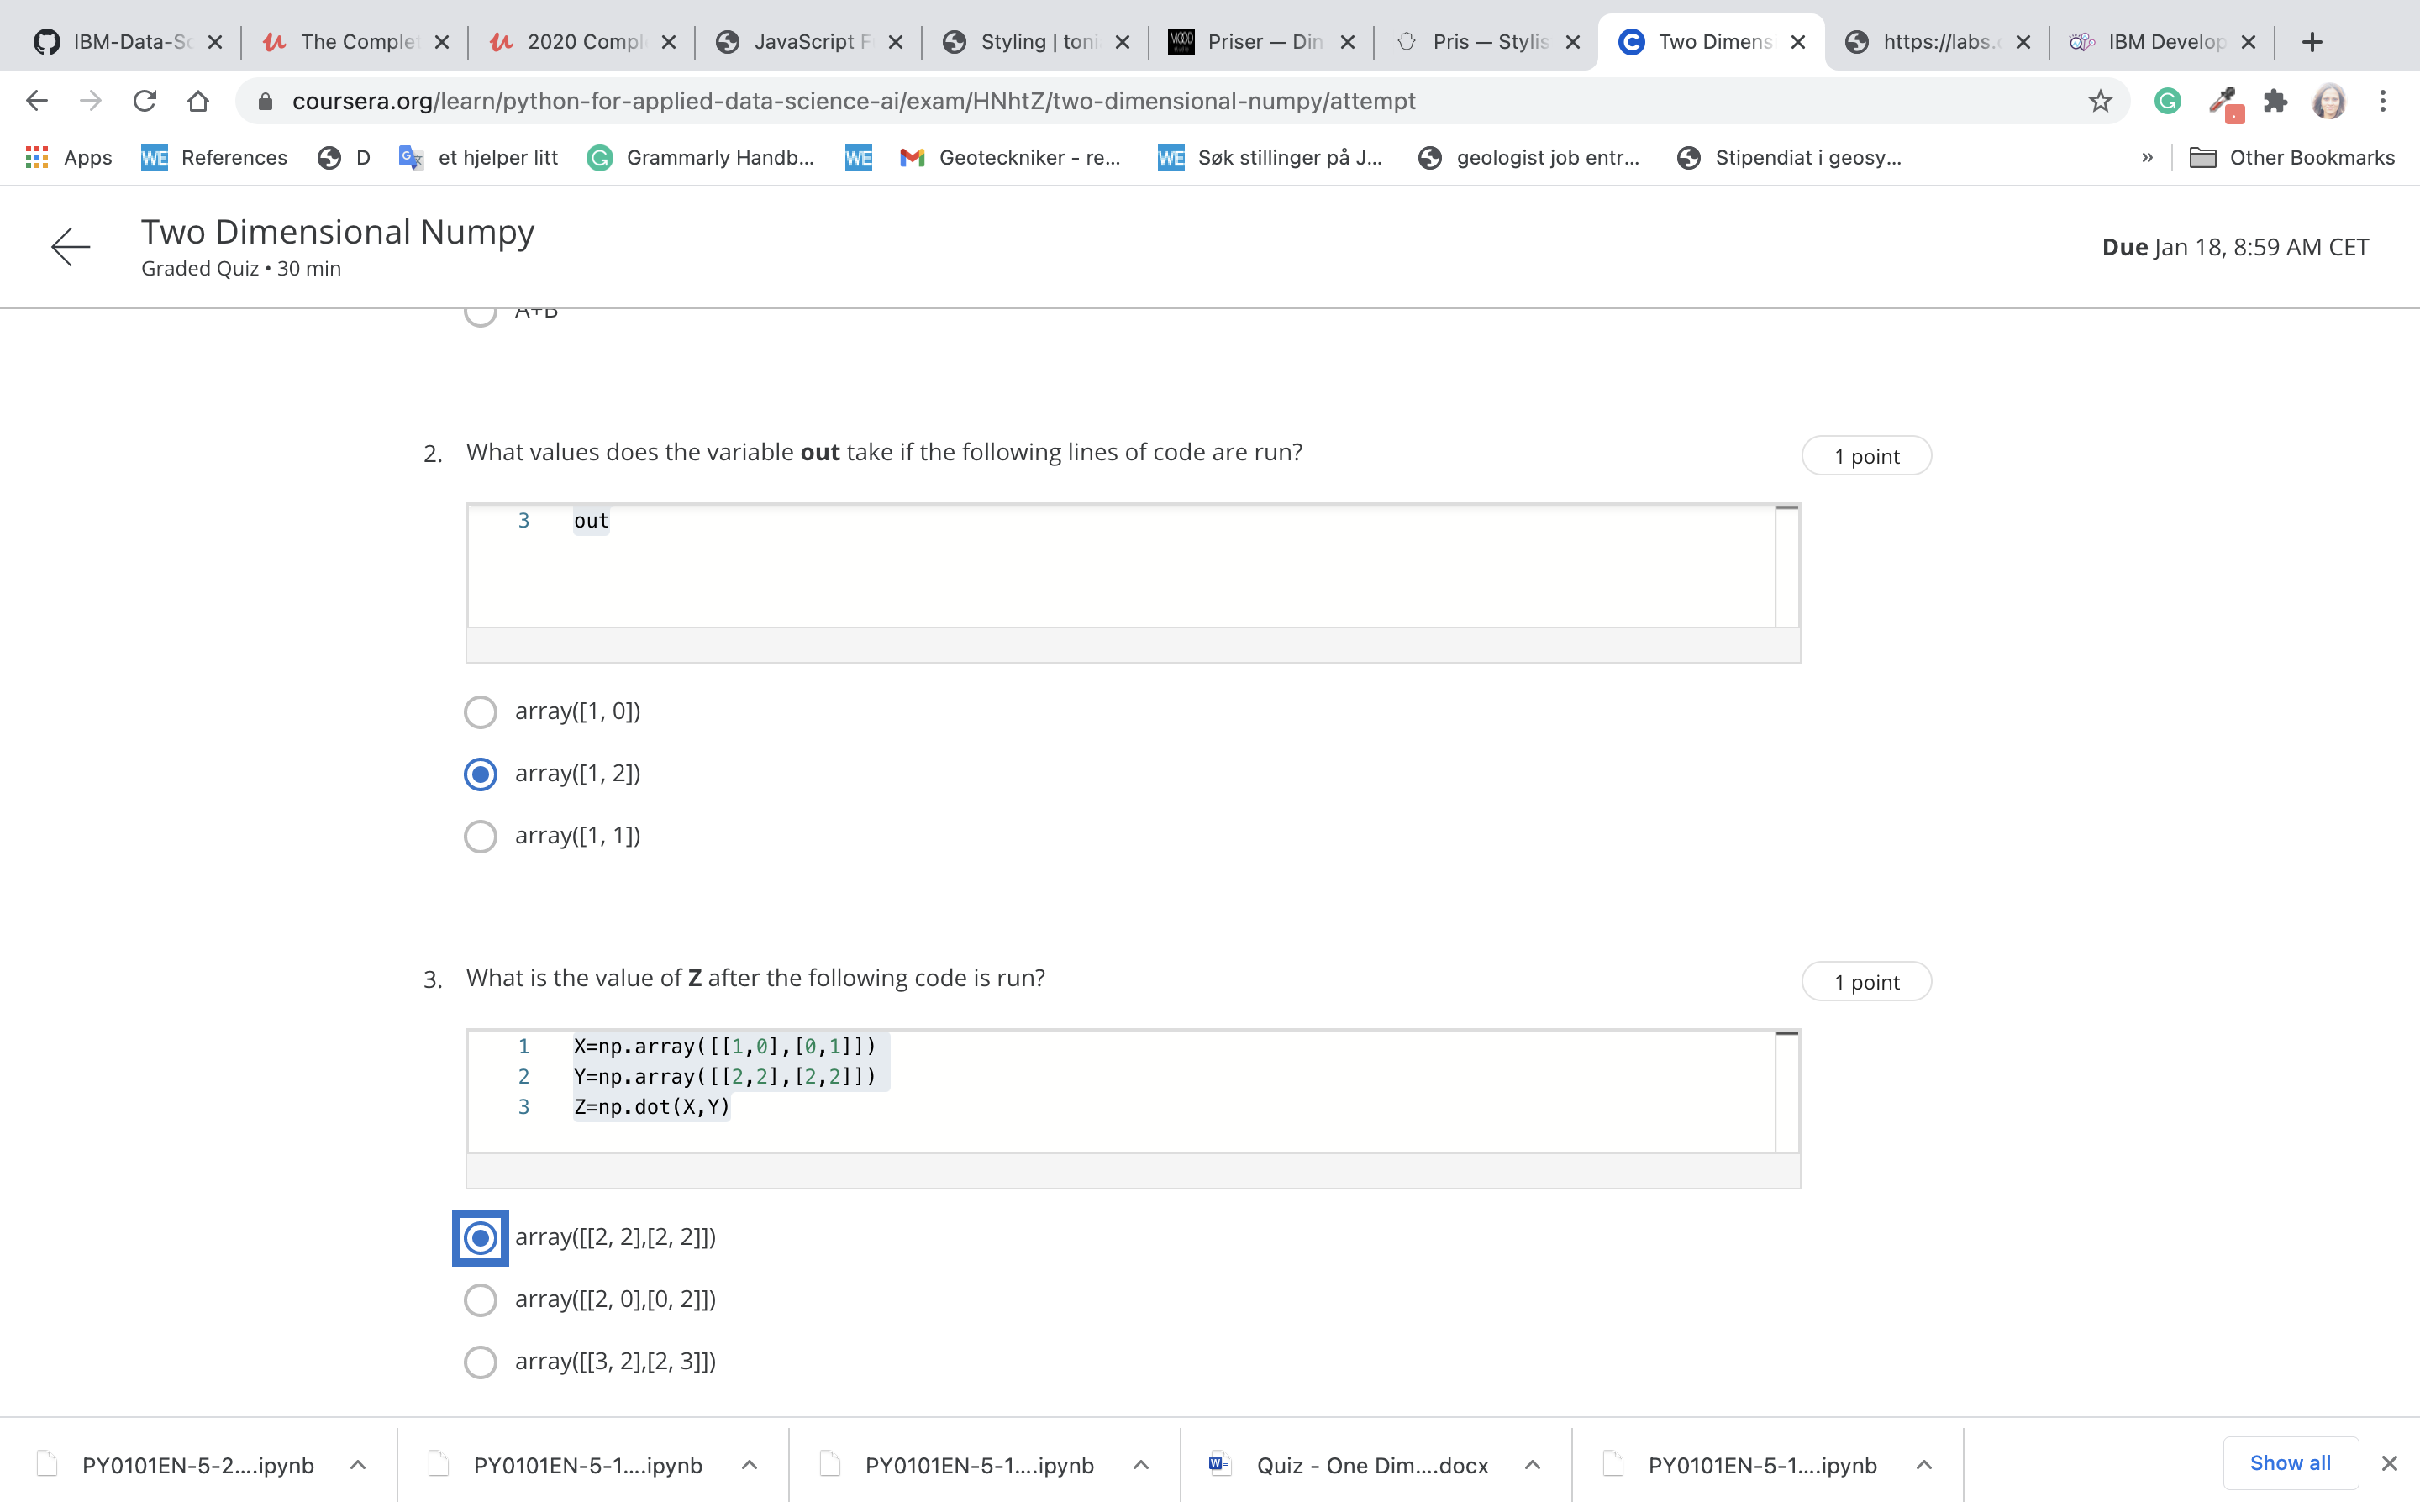 IBM-Data-Sc
The Complet
2020 Compl
JavaScript F
Styling | toni
MOOD Priser — Din
Pris — Stylis
Two Dimens
https://labs.
IBM Develop
coursera.org/learn/python-for-applied-data-science-ai/exam/HNhtZ/two-dimensional-numpy/attempt
Apps
WE References
D
et hjelper litt
Grammarly Handb...
WE
Geoteckniker - re...
WE Søk stillinger på J...
geologist job entr...
Stipendiat i geosy...
»
Other Bookmarks
Two Dimensional Numpy
Graded Quiz • 30 min
Due Jan 18, 8:59 AM CET
A+B
2. What values does the variable out take if the following lines of code are run?
1 point
3 out
array([1, 0])
array([1, 2])
array([1, 1])
3. What is the value of Z after the following code is run?
1 point
1 X=np.array([[1,0],[0,1]])
2 Y=np.array([[2,2],[2,2]])
3 Z=np.dot(X,Y)
array([[2, 2],[2, 2]])
array([[2, 0],[0, 2]])
array([[3, 2],[2, 3]])
PY0101EN-5-2....ipynb
PY0101EN-5-1....ipynb
PY0101EN-5-1....ipynb
Quiz - One Dim....docx
PY0101EN-5-1....ipynb
Show all